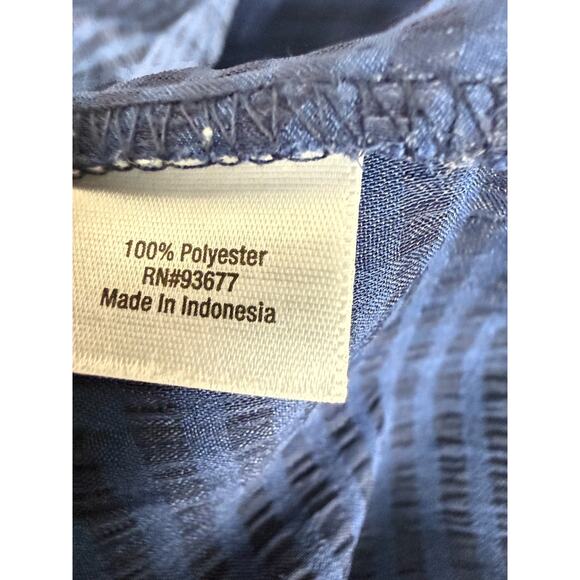 100% Polyester
RN#93677
Made In Indonesia